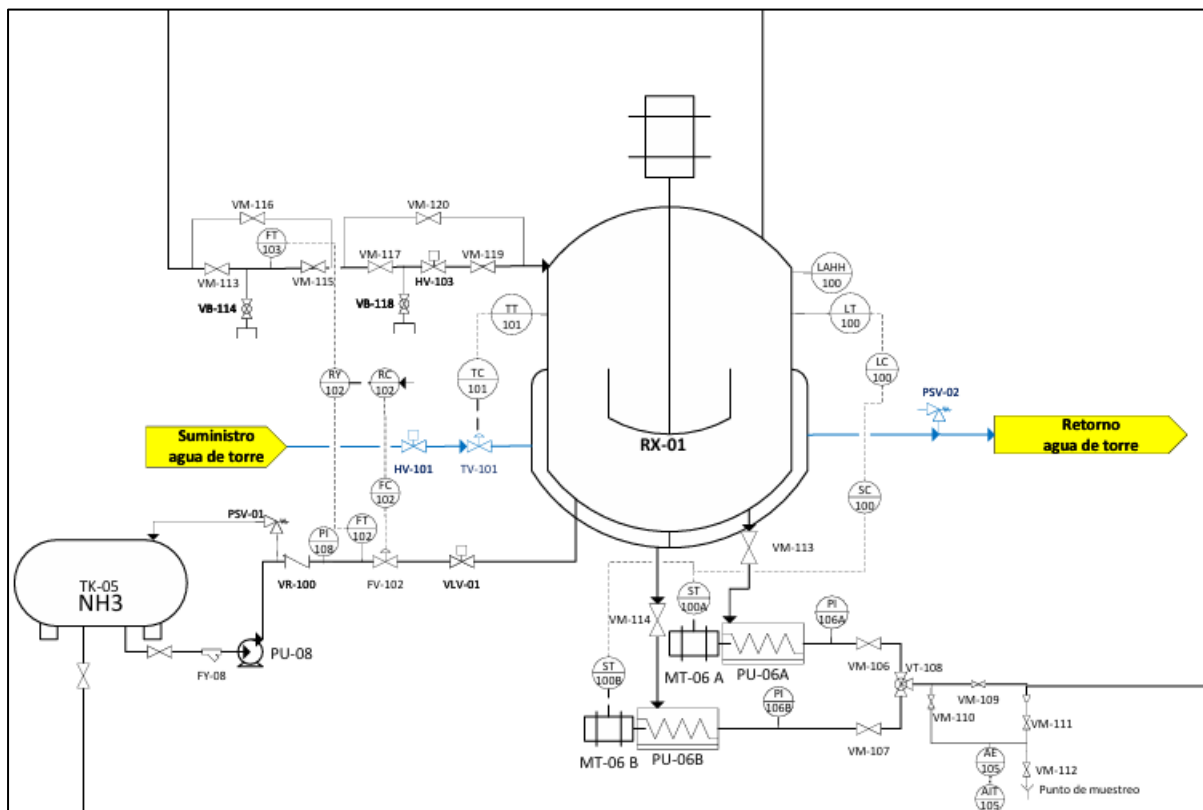 VM-116
VM-120
FT
103
VM-113
VM-115
VM-117
HV-103
VM-119
VB-114
VB-118
LAHH
100
TT
101
LT
100
RY
102
RC
102
TC
101
LC
100
PSV-02
Suministro
agua de torre
HV-101
TV-101
RX-01
Retorno
agua de torre
FC
102
SC
100
PSV-01
PI
108
FT
102
VR-100
FV-102
VLV-01
VM-113
TK-05
NH3
FY-08
PU-08
VM-114
ST
100A
PI
106A
MT-06 A
PU-06A
VM-106
VT-108
ST
100B
PI
106B
MT-06 B
PU-06B
VM-107
VM-109
VM-110
VM-111
AE
105
VM-112
AIT
105
Punto de muestreo